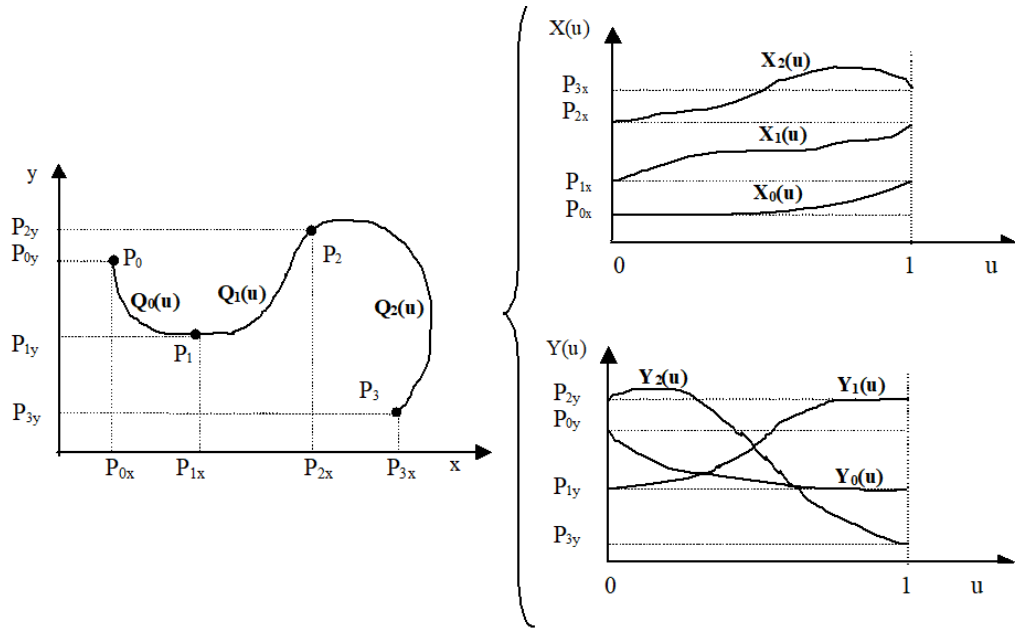 y
P2y
P0y
P1y
P3y
P0
Q0(u)
P1
Q1(u)
P2
Q2(u)
P3
P0x
P1x
P2x
P3x
x
X(u)
X2(u)
P3x
P2x
X1(u)
P1x
X0(u)
P0x
0
1
u
Y(u)
Y2(u)
Y1(u)
P2y
P0y
P1y
Y0(u)
P3y
0
1
u